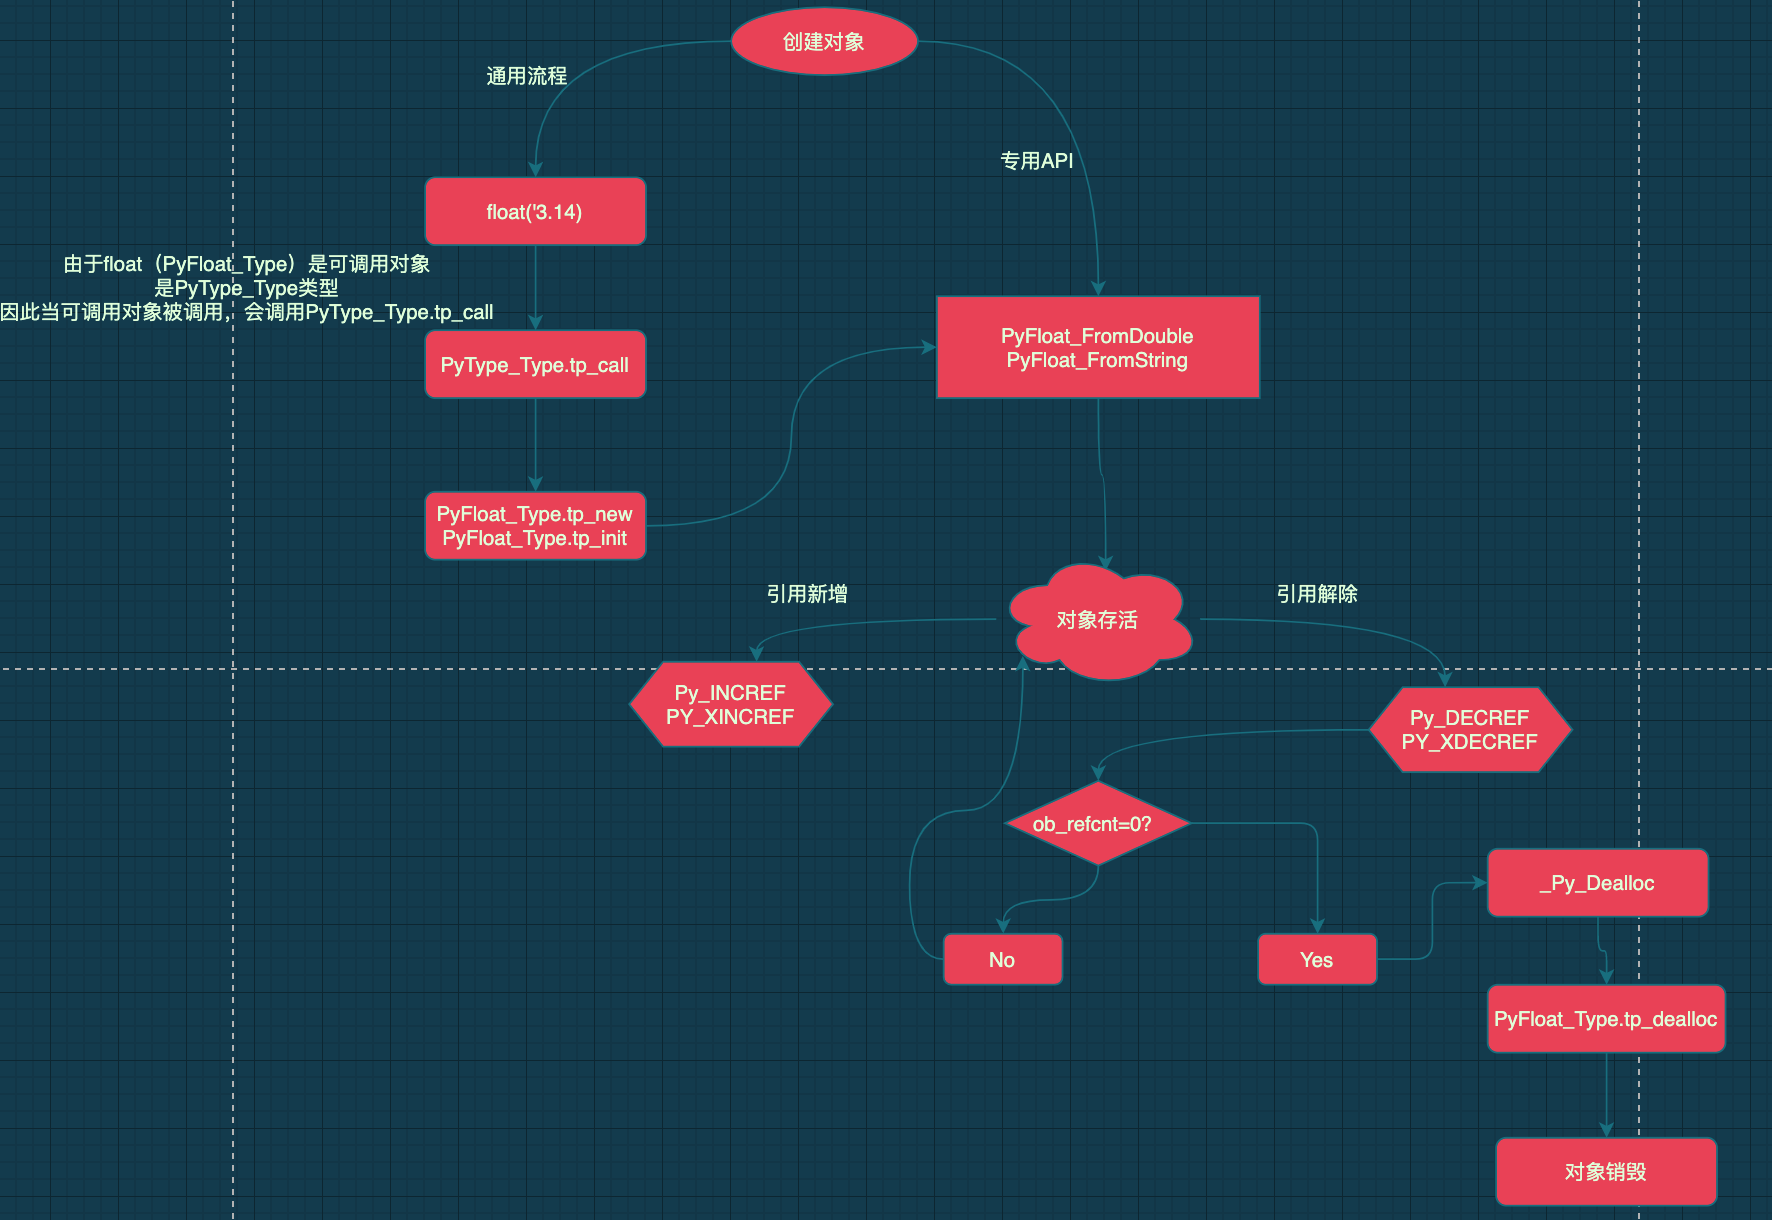 创建对象
通用流程
专用API
float('3.14)
由于float（PyFloat_Type）是可调用对象
是PyType_Type类型
因此当可调用对象被调用，会调用PyType_Type.tp_call
PyType_Type.tp_call
PyFloat_FromDouble
PyFloat_FromString
PyFloat_Type.tp_new
PyFloat_Type.tp_init
引用新增
对象存活
引用解除
Py_INCREF
PY_XINCREF
Py_DECREF
PY_XDECREF
ob_refcnt=0?
No
Yes
_Py_Dealloc
PyFloat_Type.tp_dealloc
对象销毁